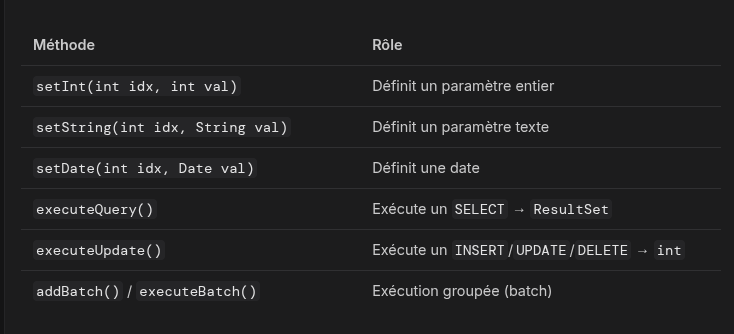 Méthode Rôle
setInt(int idx, int val) Définit un paramètre entier
setString(int idx, String val) Définit un paramètre texte
setDate(int idx, Date val) Définit une date
executeQuery() Exécute un SELECT → ResultSet
executeUpdate() Exécute un INSERT/UPDATE/DELETE → int
addBatch() / executeBatch() Exécution groupée (batch)